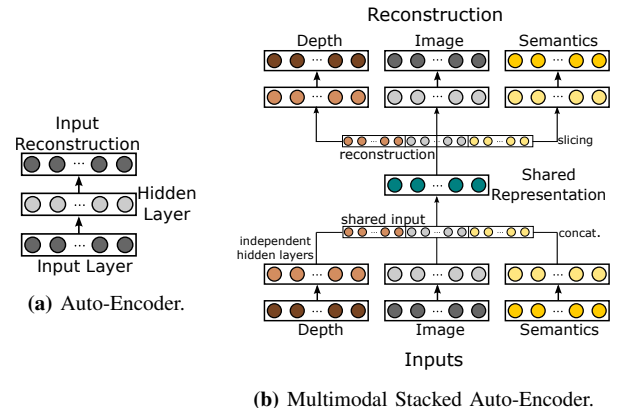 Reconstruction
Depth
Image
Semantics
reconstruction
slicing
Shared
Representation
shared input
independent
hidden layers
concat.
Depth
Image
Semantics
Inputs
Input
Reconstruction
Hidden
Layer
Input Layer
(a) Auto-Encoder.
(b) Multimodal Stacked Auto-Encoder.